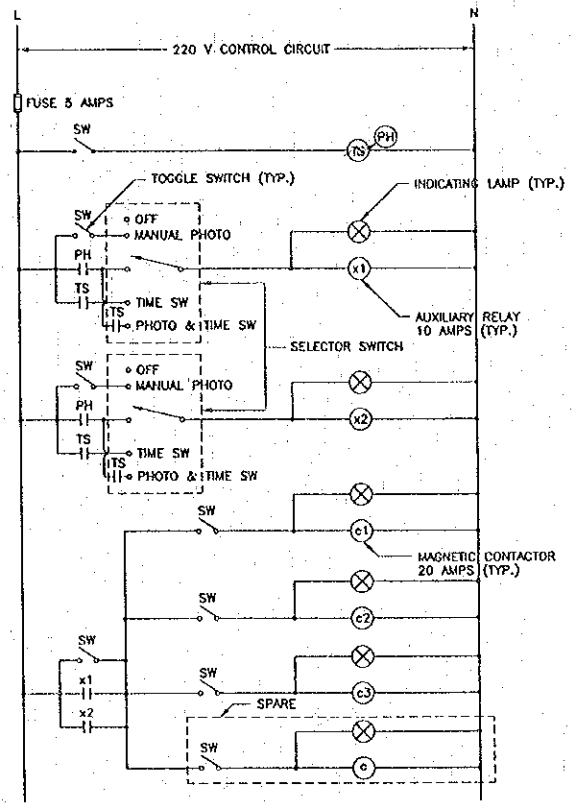 L N
220 V CONTROL CIRCUIT
FUSE 5 AMPS
SW
TS PH
TOGGLE SWITCH (TYP.)
INDICATING LAMP (TYP.)
OFF
SW
MANUAL PHOTO
PH
x1
TS
TIME SW
AUXILIARY RELAY
10 AMPS (TYP.)
TS
PHOTO & TIME SW
SELECTOR SWITCH
OFF
SW
MANUAL PHOTO
PH
x2
TS
TIME SW
TS
PHOTO & TIME SW
SW
c1
MAGNETIC CONTACTOR
20 AMPS (TYP.)
SW
c2
SW
x1
SW
c3
x2
SPARE
SW
c